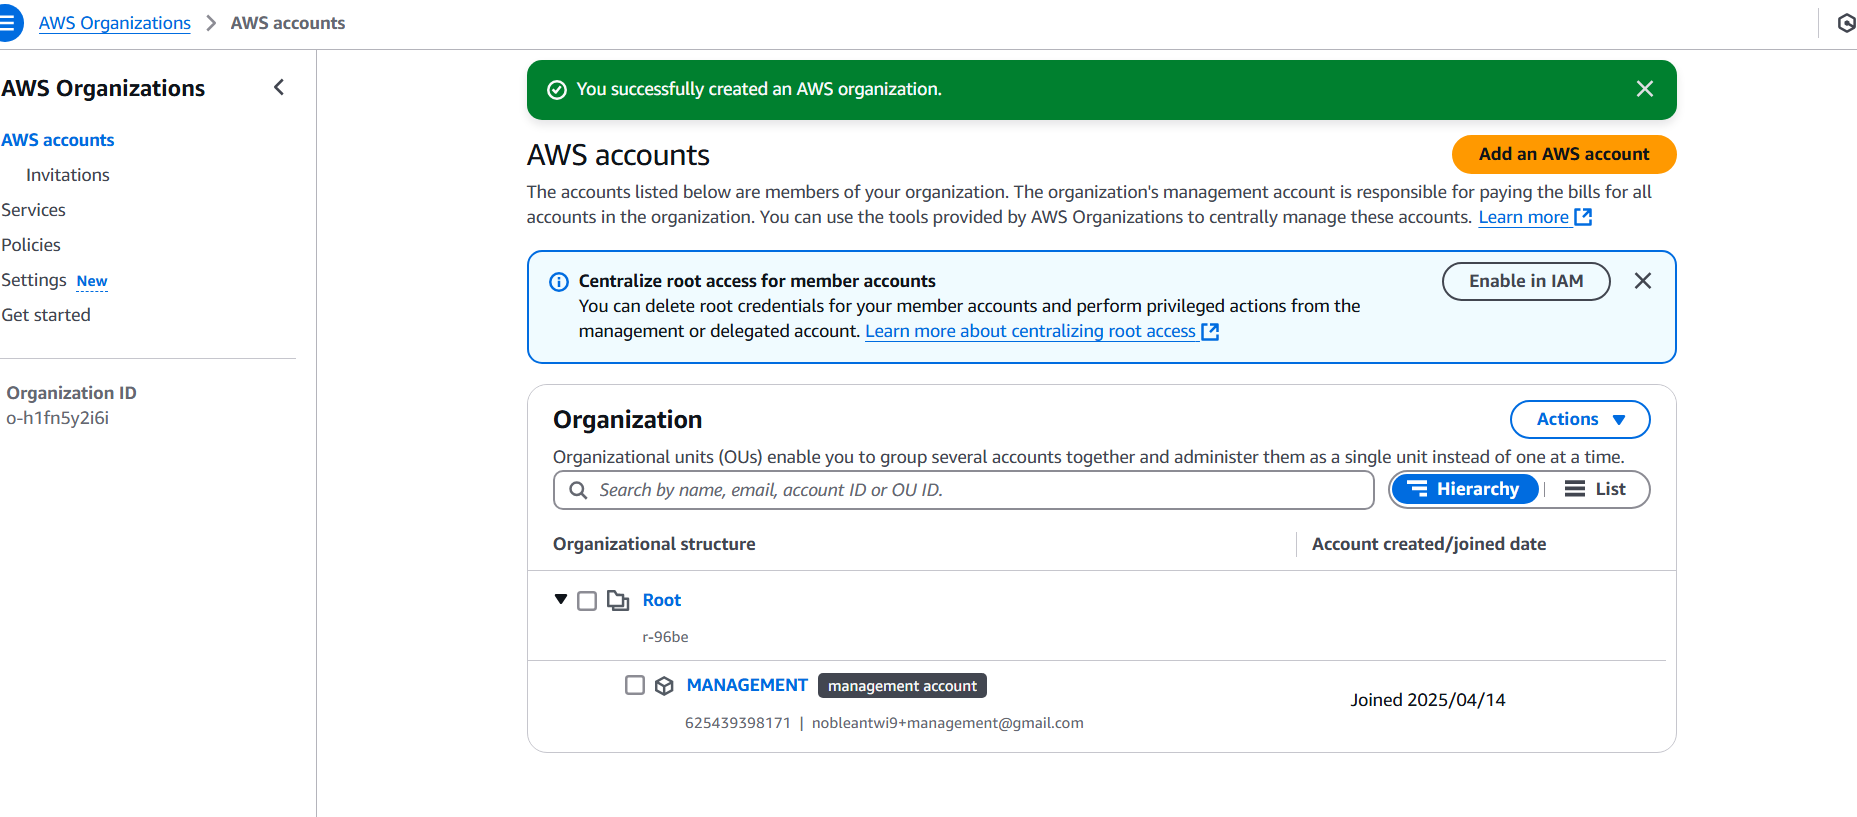 AWS Organizations > AWS accounts
AWS Organizations
AWS accounts
Invitations
Services
Policies
Settings New
Get started
Organization ID
o-h1fn5y2i6i
You successfully created an AWS organization.
AWS accounts
Add an AWS account
The accounts listed below are members of your organization. The organization's management account is responsible for paying the bills for all
accounts in the organization. You can use the tools provided by AWS Organizations to centrally manage these accounts. Learn more
Centralize root access for member accounts
Enable in IAM
You can delete root credentials for your member accounts and perform privileged actions from the
management or delegated account. Learn more about centralizing root access
Organization
Actions
Organizational units (OUs) enable you to group several accounts together and administer them as a single unit instead of one at a time.
Search by name, email, account ID or OU ID.
Hierarchy | List
Organizational structure
Account created/joined date
Root
r-96be
MANAGEMENT management account
625439398171 | nobleantwi9+management@gmail.com
Joined 2025/04/14